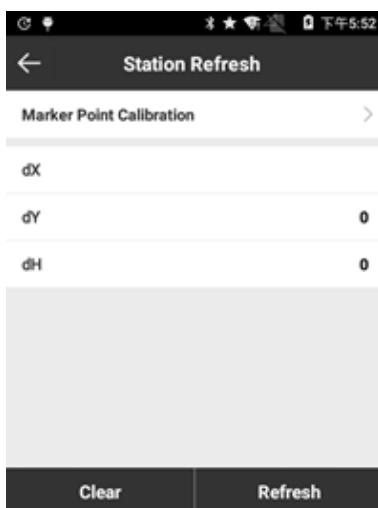 下午5:52
Station Refresh
Marker Point Calibration
dX
dY 0
dH 0
Clear Refresh